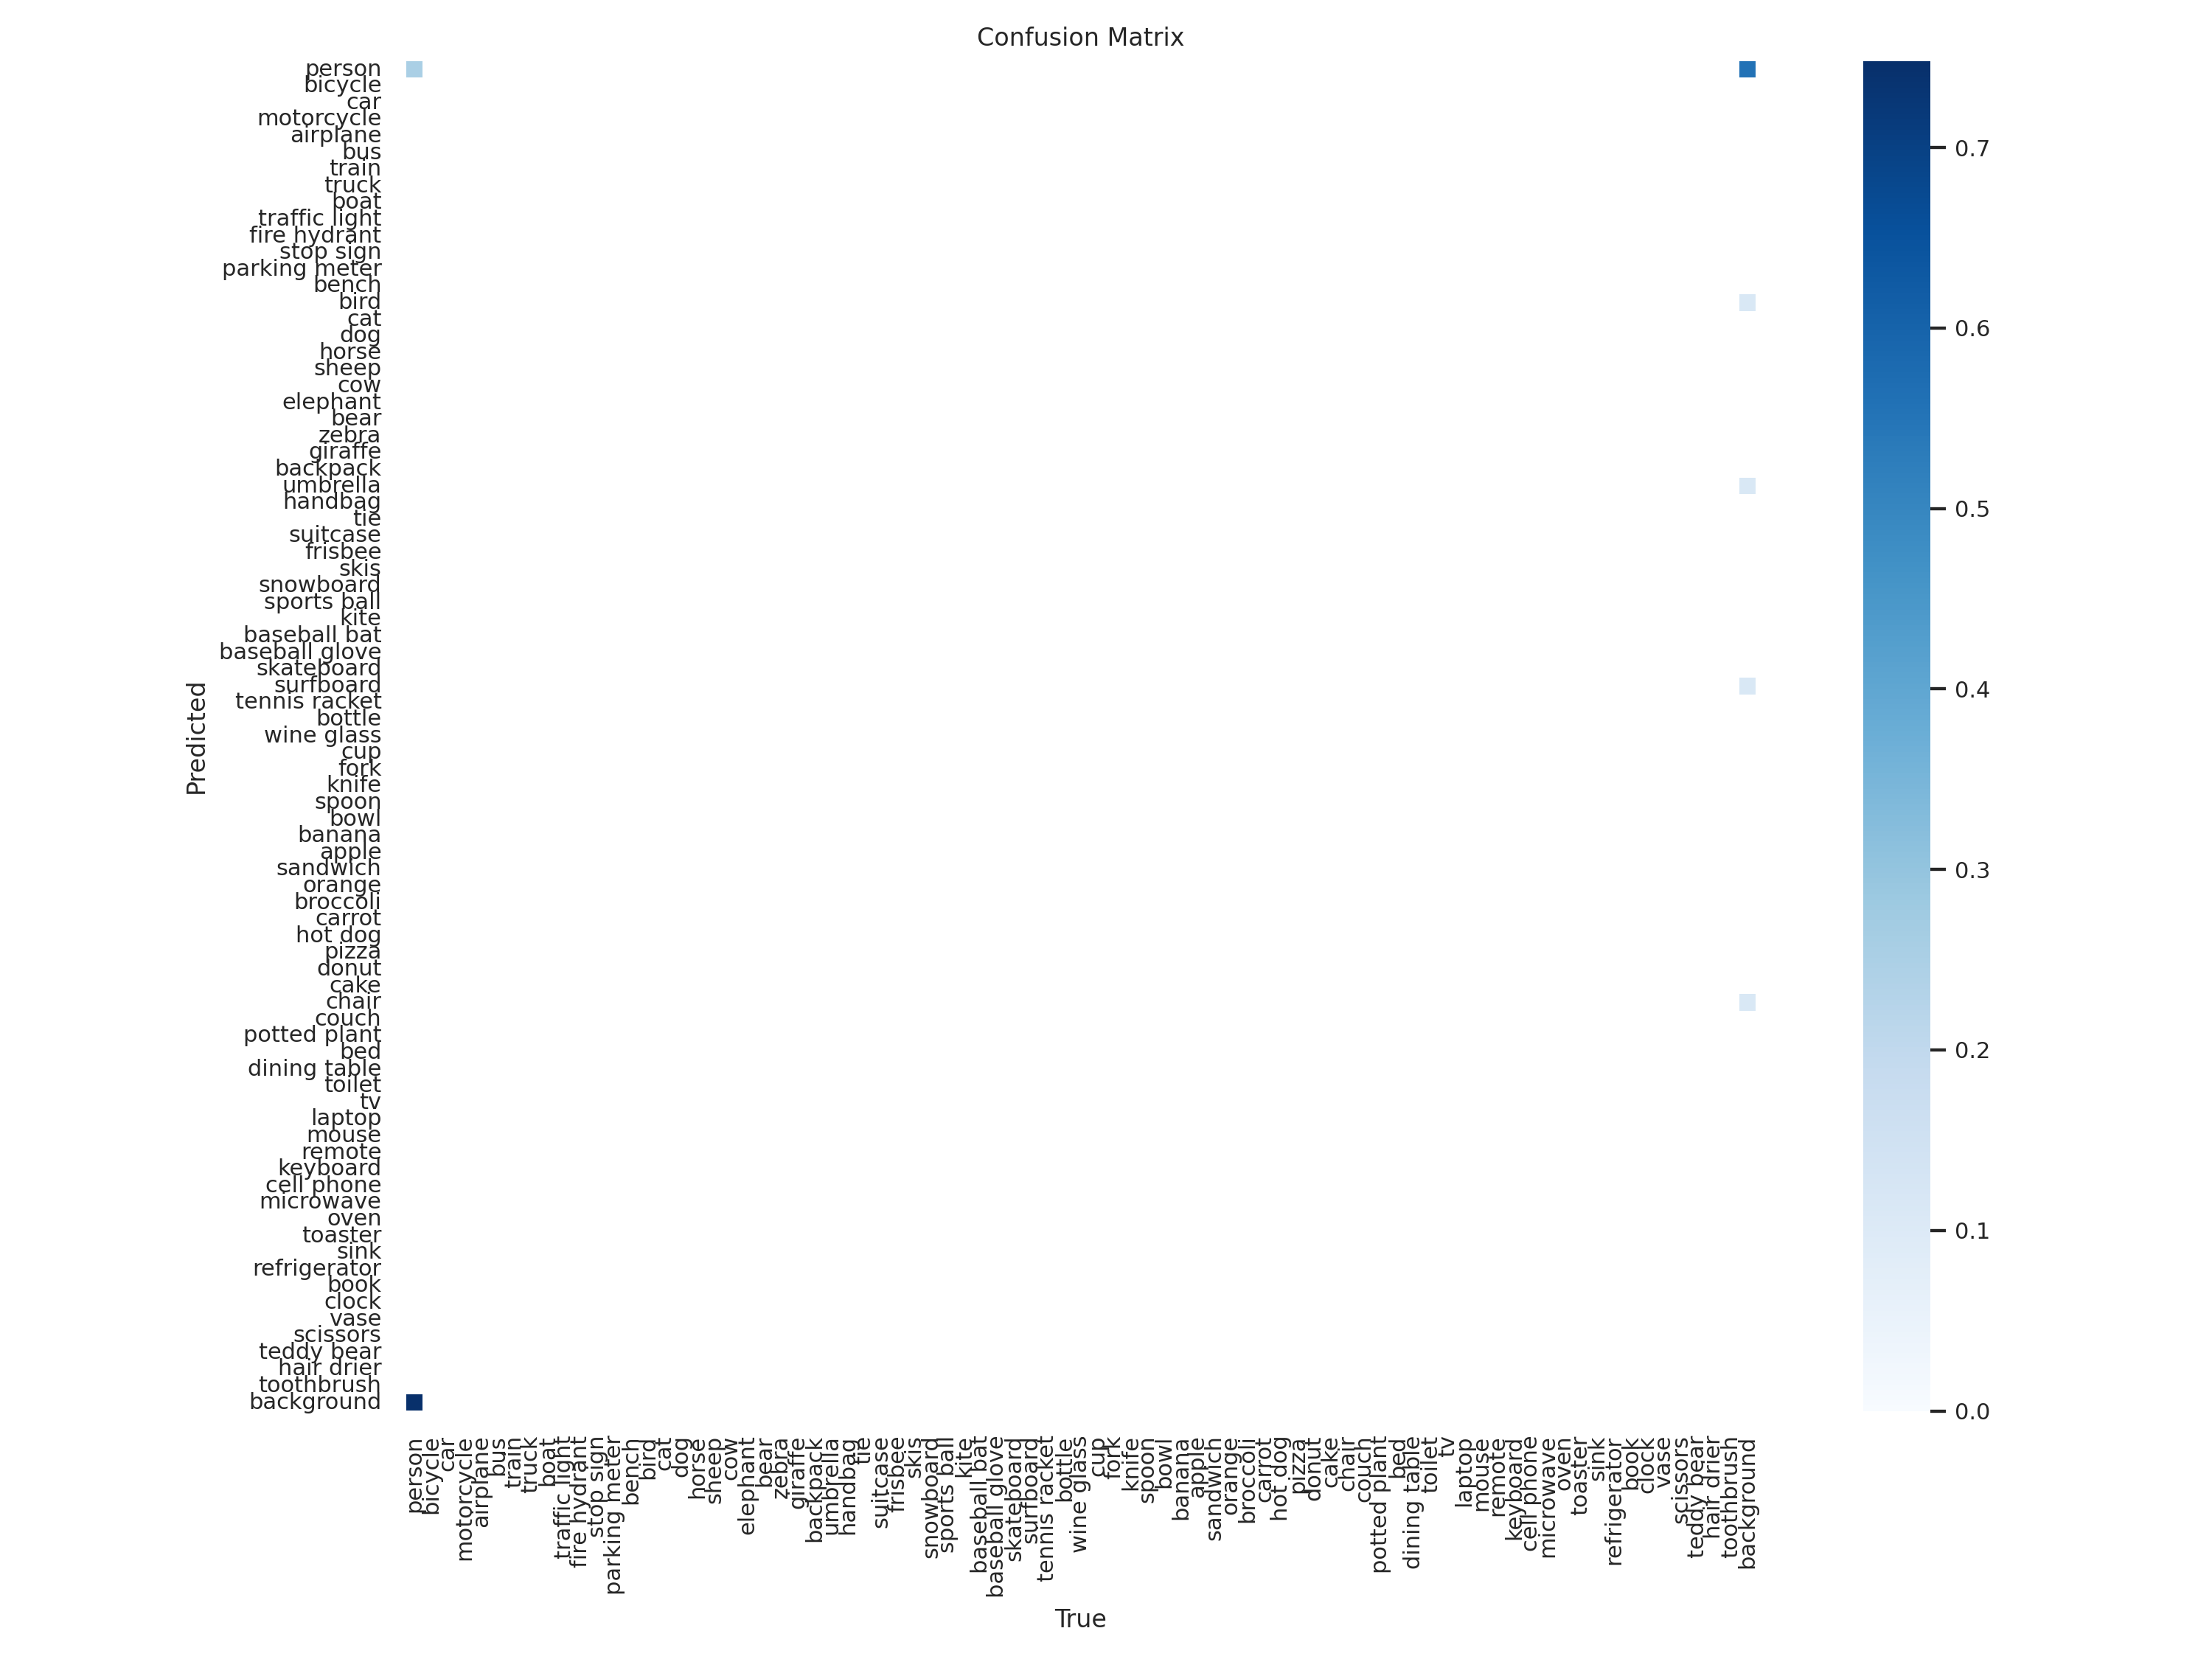 Confusion Matrix
person
bicycle
car
motorcycle
airplane
bus
train
truck
boat
traffic light
fire hydrant
stop sign
parking meter
bench
bird
cat
dog
horse
sheep
cow
elephant
bear
zebra
giraffe
backpack
umbrella
handbag
tie
suitcase
frisbee
skis
snowboard
sports ball
kite
baseball bat
baseball glove
skateboard
surfboard
tennis racket
bottle
wine glass
cup
fork
knife
spoon
bowl
banana
apple
sandwich
orange
broccoli
carrot
hot dog
pizza
donut
cake
chair
couch
potted plant
bed
dining table
toilet
tv
laptop
mouse
remote
keyboard
cell phone
microwave
oven
toaster
sink
refrigerator
book
clock
vase
scissors
teddy bear
hair drier
toothbrush
background
Predicted
0.7
0.6
0.5
0.4
0.3
0.2
0.1
0.0
person
bicycle
car
motorcycle
airplane
bus
train
truck
boat
traffic light
fire hydrant
stop sign
parking meter
bench
bird
cat
dog
horse
sheep
cow
elephant
bear
zebra
giraffe
backpack
umbrella
handbag
tie
suitcase
frisbee
skis
snowboard
sports ball
kite
baseball bat
baseball glove
skateboard
surfboard
tennis racket
bottle
wine glass
cup
fork
knife
spoon
bowl
banana
apple
sandwich
orange
broccoli
carrot
hot dog
pizza
donut
cake
chair
couch
potted plant
bed
dining table
toilet
tv
laptop
mouse
remote
keyboard
cell phone
microwave
oven
toaster
sink
refrigerator
book
clock
vase
scissors
teddy bear
hair drier
toothbrush
background
True